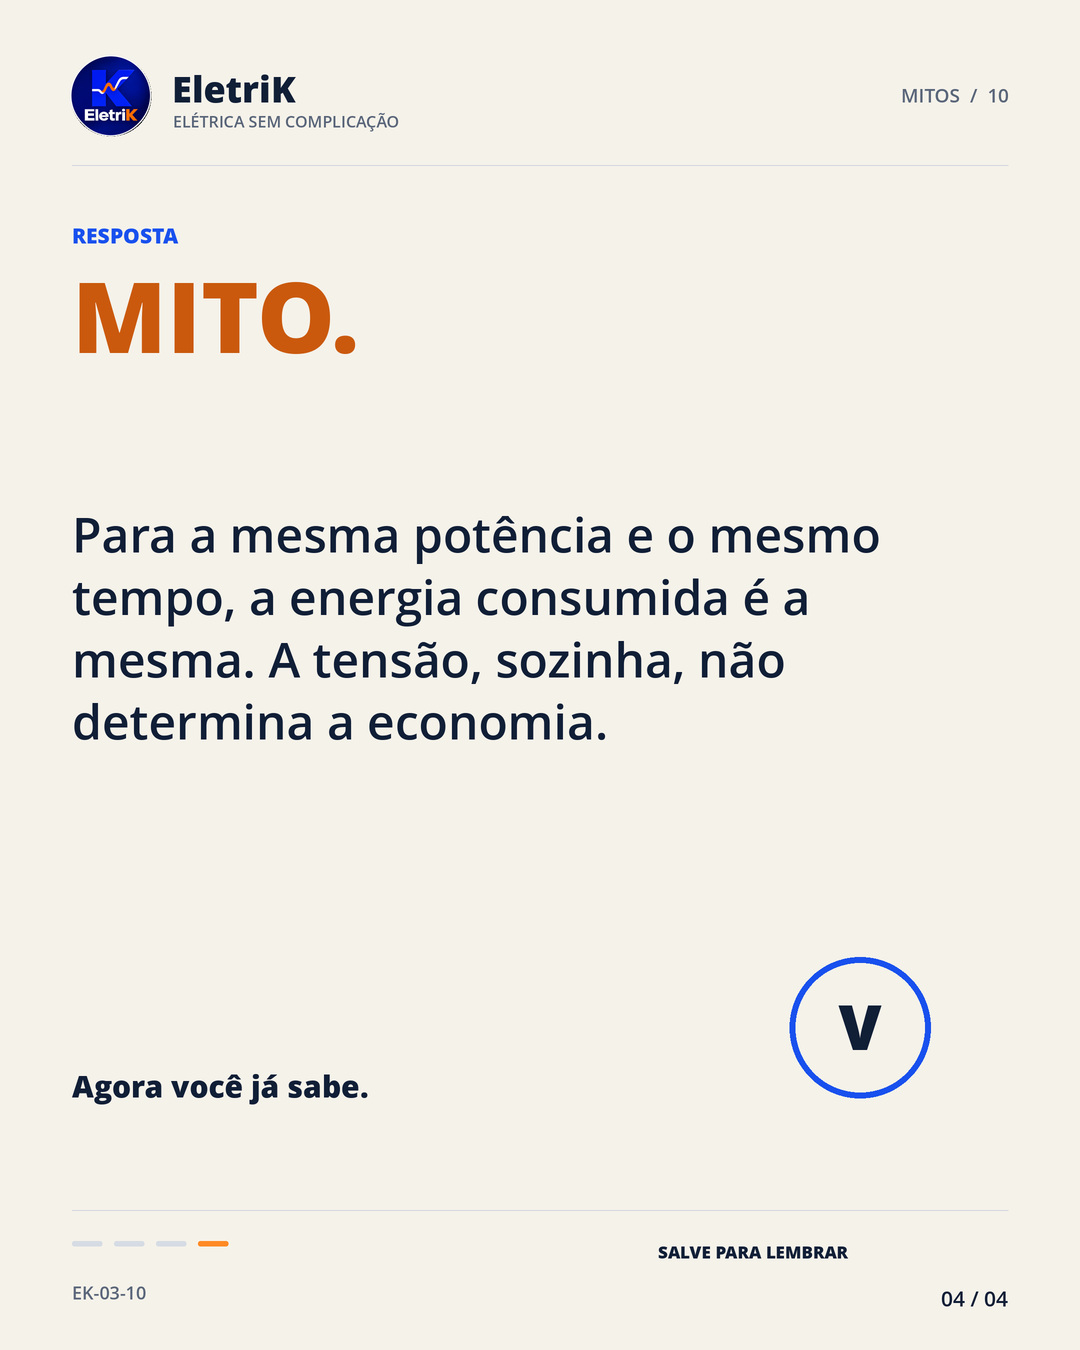 EletriK
EletriK
ELÉTRICA SEM COMPLICAÇÃO
MITOS / 10
RESPOSTA
MITO.
Para a mesma potência e o mesmo
tempo, a energia consumida é a
mesma. A tensão, sozinha, não
determina a economia.
V
Agora você já sabe.
SALVE PARA LEMBRAR
EK-03-10
04 / 04